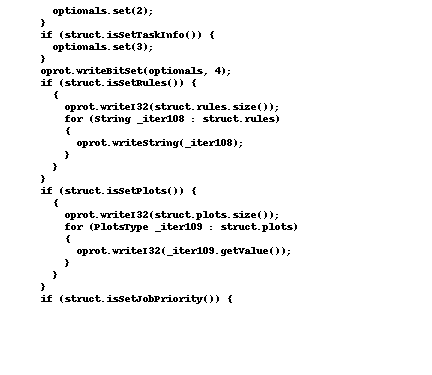 optionals.set(2);
}
if (struct.isSetTaskInfo()) {
optionals.set(3);
}
oprot.writeBitSet(optionals, 4);
if (struct.isSetRules()) {
{
oprot.writeI32(struct.rules.size());
for (String _iter108 : struct.rules)
{
oprot.writeString(_iter108);
}
}
}
if (struct.isSetPlots()) {
{
oprot.writeI32(struct.plots.size());
for (PlotsType _iter109 : struct.plots)
{
oprot.writeI32(_iter109.getValue());
}
}
}
if (struct.isSetJobPriority()) {